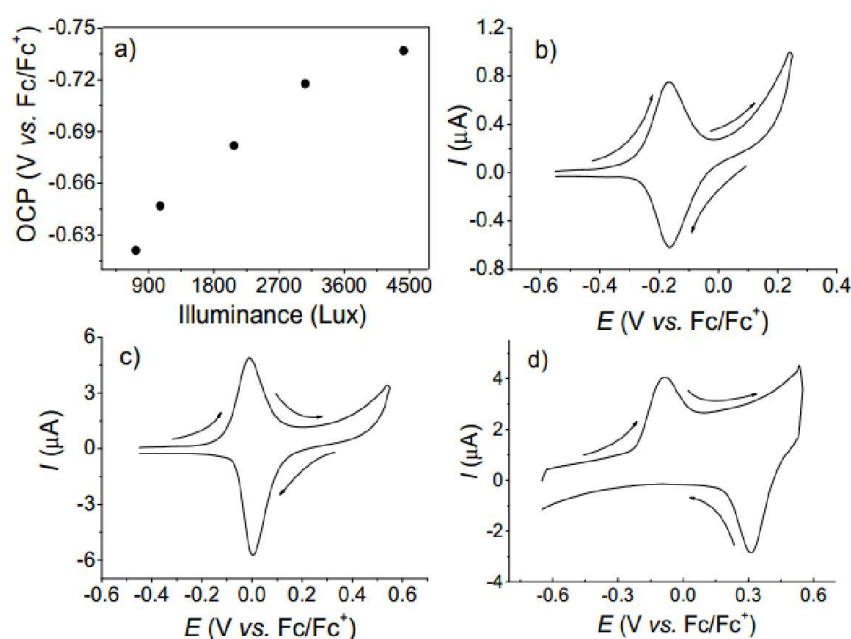 a)
OCP (V vs. Fc/Fc⁺)
-0.75
-0.72
-0.69
-0.66
-0.63
900 1800 2700 3600 4500
Illuminance (Lux)
b)
I (μA)
1.2
0.8
0.4
0.0
-0.4
-0.8
-0.6 -0.4 -0.2 0.0 0.2 0.4
E (V vs. Fc/Fc⁺)
c)
I (μA)
6
3
0
-3
-6
-0.6 -0.4 -0.2 0.0 0.2 0.4 0.6
E (V vs. Fc/Fc⁺)
d)
I (μA)
4
2
0
-2
-4
-0.6 -0.3 0.0 0.3 0.6
E (V vs. Fc/Fc⁺)